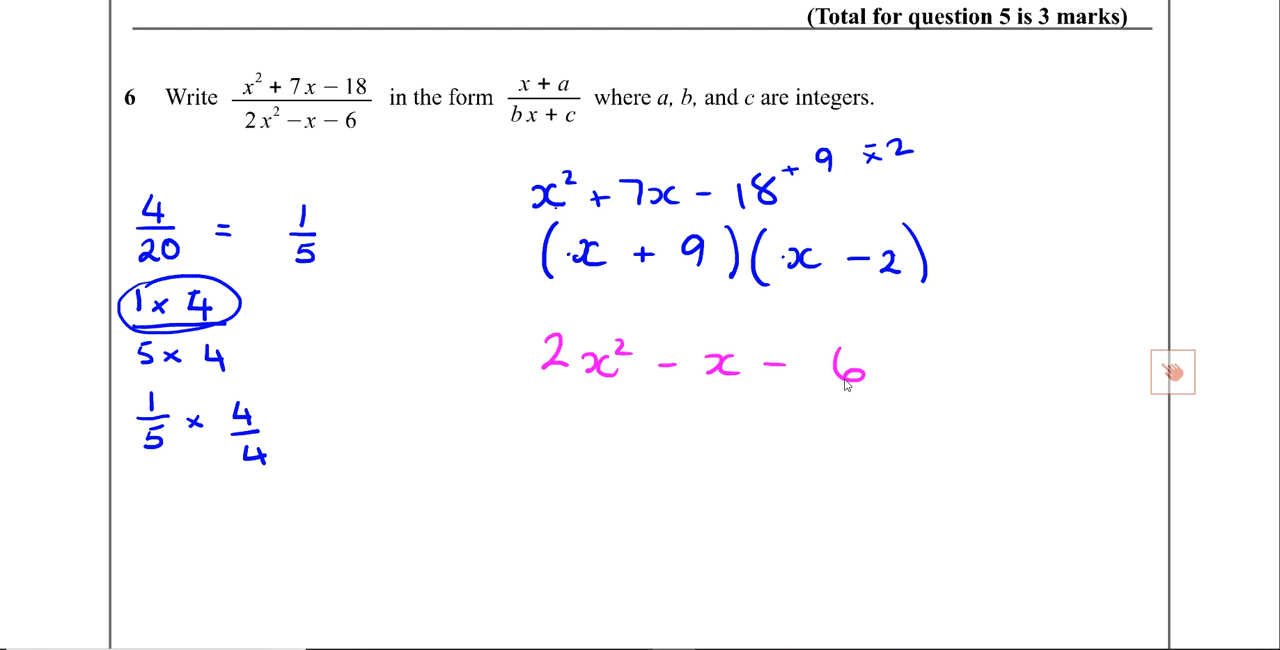 (Total for question 5 is 3 marks)
6 Write (x² + 7x − 18)/(2x² − x − 6) in the form (x + a)/(bx + c) where a, b, and c are integers.
x² + 7x − 18 + 9 × − 2
(x + 9)(x − 2)
4/20 = 1/5
1 × 4
5 × 4
1/5 × 4/4
2x² − x − 6